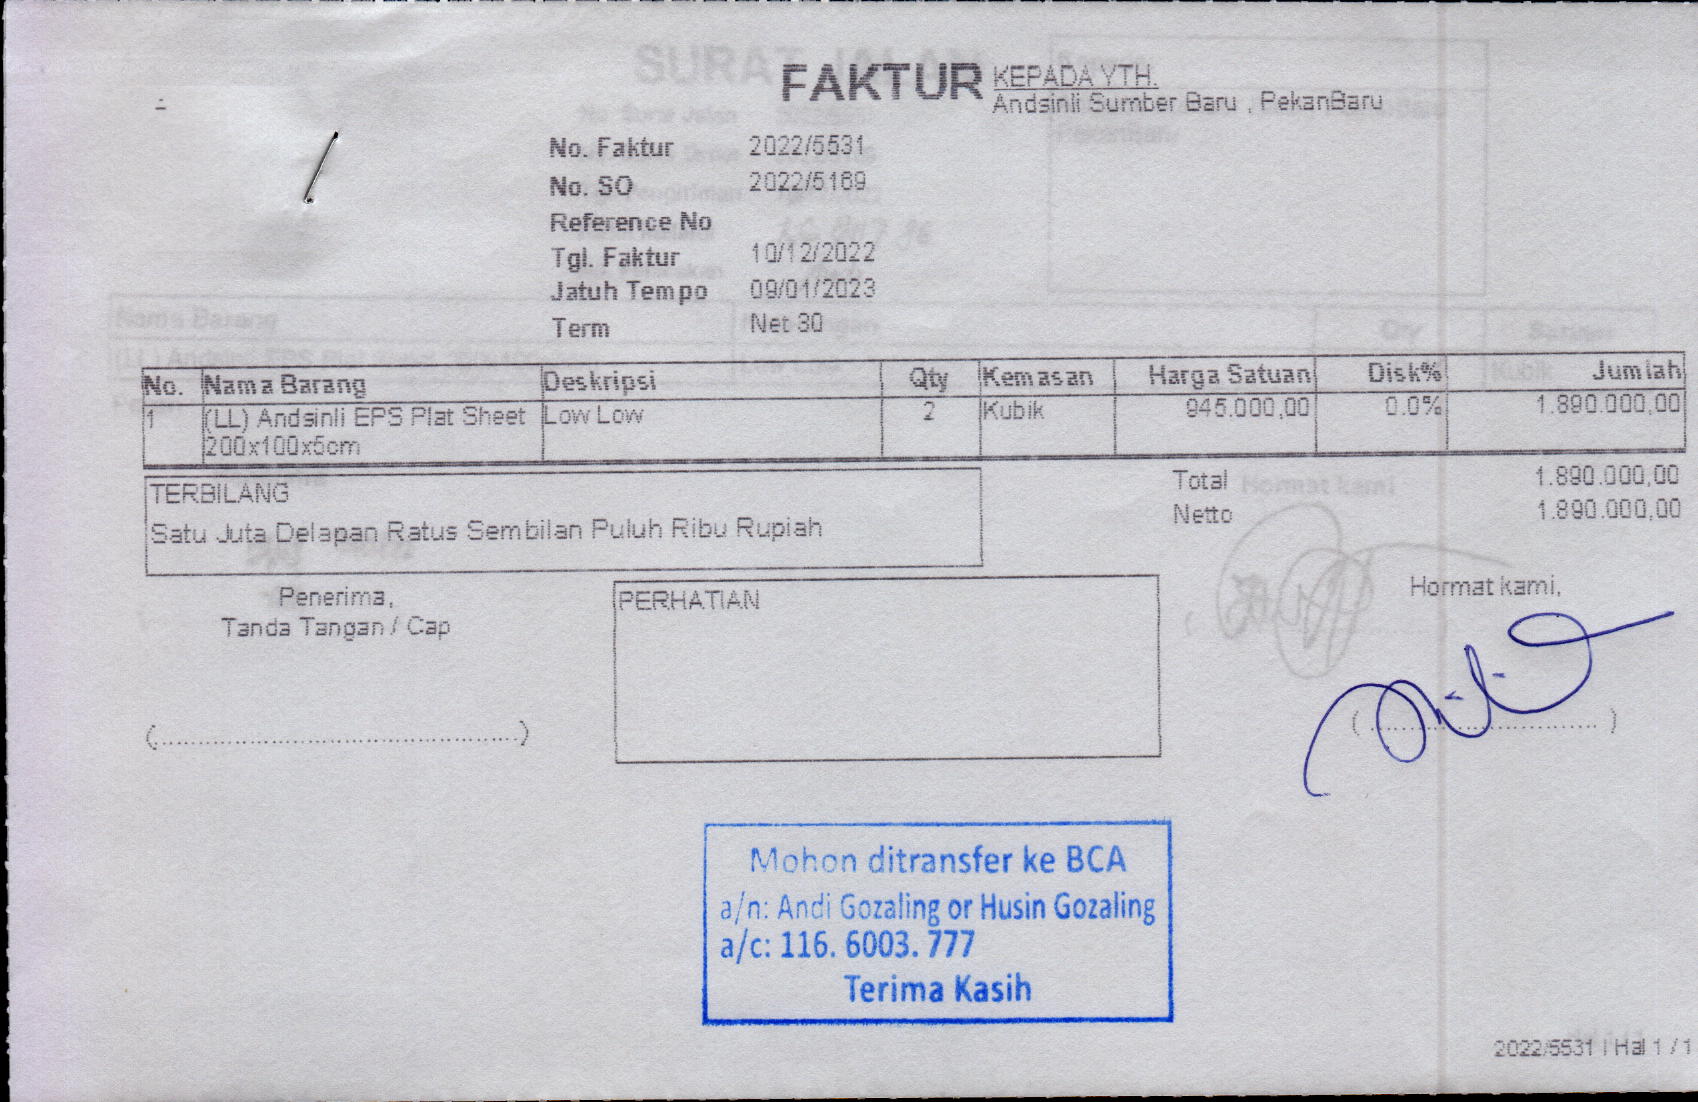 FAKTUR
KEPADA YTH.
Andsinli Sumber Baru , PekanBaru
No. Faktur 2022/5531
No. SO 2022/5169
Reference No
Tgl. Faktur 10/12/2022
Jatuh Tempo 09/01/2023
Term Net 30
No. Nama Barang Deskripsi Qty Kemasan Harga Satuan Disk% Jumlah
1 (LL) Andsinli EPS Plat Sheet Low Low 2 Kubik 945.000,00 0.0% 1.890.000,00
200x100x5cm
TERBILANG
Satu Juta Delapan Ratus Sembilan Puluh Ribu Rupiah
Total 1.890.000,00
Netto 1.890.000,00
Penerima,
Tanda Tangan / Cap
PERHATIAN
Hormat kami,
Mohon ditransfer ke BCA
a/n: Andi Gozaling or Husin Gozaling
a/c: 116. 6003. 777
Terima Kasih
2022/5531 | Hal 1 / 1